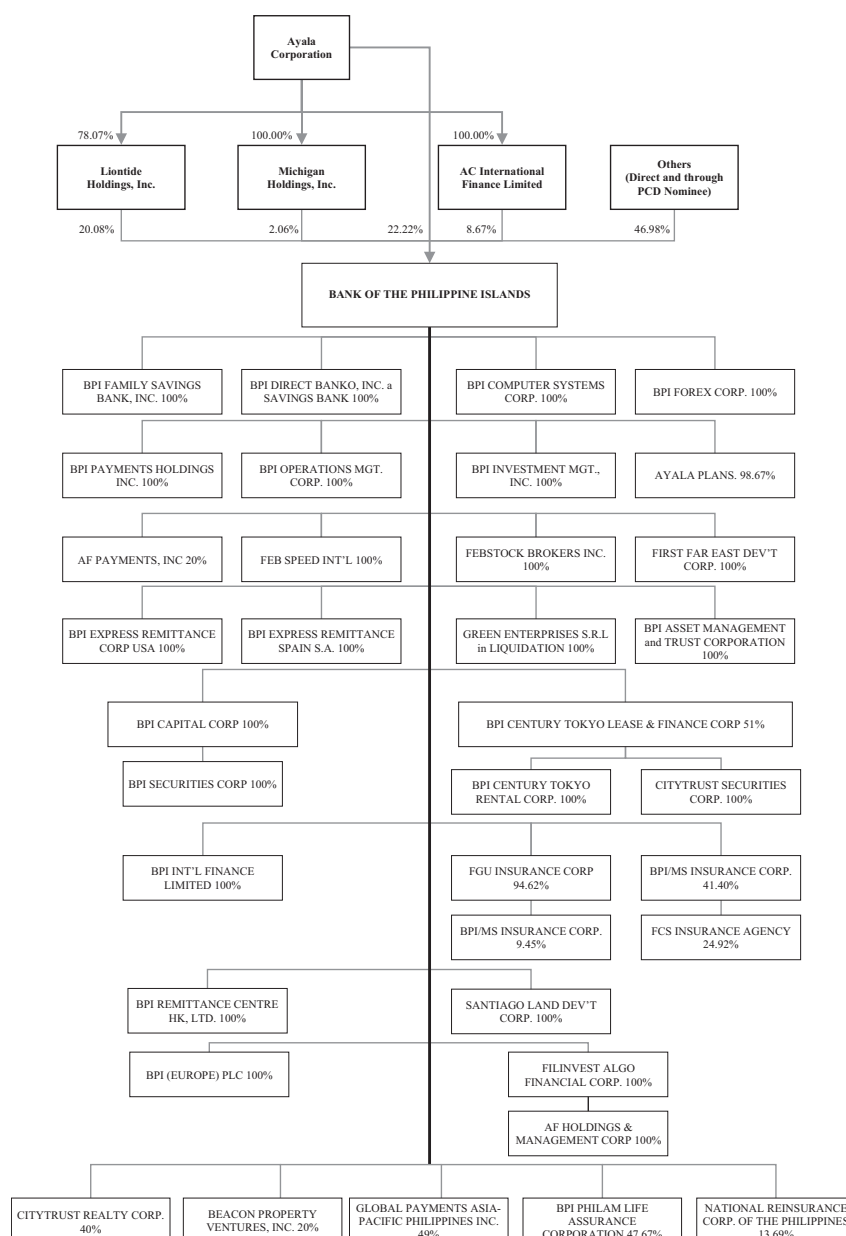 Ayala
Corporation
78.07%
100.00%
100.00%
Liontide
Holdings, Inc.
Michigan
Holdings, Inc.
AC International
Finance Limited
Others
(Direct and through
PCD Nominee)
20.08%
2.06%
22.22%
8.67%
46.98%
BANK OF THE PHILIPPINE ISLANDS
BPI FAMILY SAVINGS
BANK, INC. 100%
BPI DIRECT BANKO, INC. a
SAVINGS BANK 100%
BPI COMPUTER SYSTEMS
CORP. 100%
BPI FOREX CORP. 100%
BPI PAYMENTS HOLDINGS
INC. 100%
BPI OPERATIONS MGT.
CORP. 100%
BPI INVESTMENT MGT.,
INC. 100%
AYALA PLANS. 98.67%
AF PAYMENTS, INC 20%
FEB SPEED INT'L 100%
FEBSTOCK BROKERS INC.
100%
FIRST FAR EAST DEV'T
CORP. 100%
BPI EXPRESS REMITTANCE
CORP USA 100%
BPI EXPRESS REMITTANCE
SPAIN S.A. 100%
GREEN ENTERPRISES S.R.L
in LIQUIDATION 100%
BPI ASSET MANAGEMENT
and TRUST CORPORATION
100%
BPI CAPITAL CORP 100%
BPI CENTURY TOKYO LEASE & FINANCE CORP 51%
BPI SECURITIES CORP 100%
BPI CENTURY TOKYO
RENTAL CORP. 100%
CITYTRUST SECURITIES
CORP. 100%
BPI INT'L FINANCE
LIMITED 100%
FGU INSURANCE CORP
94.62%
BPI/MS INSURANCE CORP.
41.40%
BPI/MS INSURANCE CORP.
9.45%
FCS INSURANCE AGENCY
24.92%
BPI REMITTANCE CENTRE
HK, LTD. 100%
SANTIAGO LAND DEV'T
CORP. 100%
BPI (EUROPE) PLC 100%
FILINVEST ALGO
FINANCIAL CORP. 100%
AF HOLDINGS &
MANAGEMENT CORP 100%
CITYTRUST REALTY CORP.
40%
BEACON PROPERTY
VENTURES, INC. 20%
GLOBAL PAYMENTS ASIA-
PACIFIC PHILIPPINES INC.
49%
BPI PHILAM LIFE
ASSURANCE
CORPORATION 47.67%
NATIONAL REINSURANCE
CORP. OF THE PHILIPPINES
13.69%